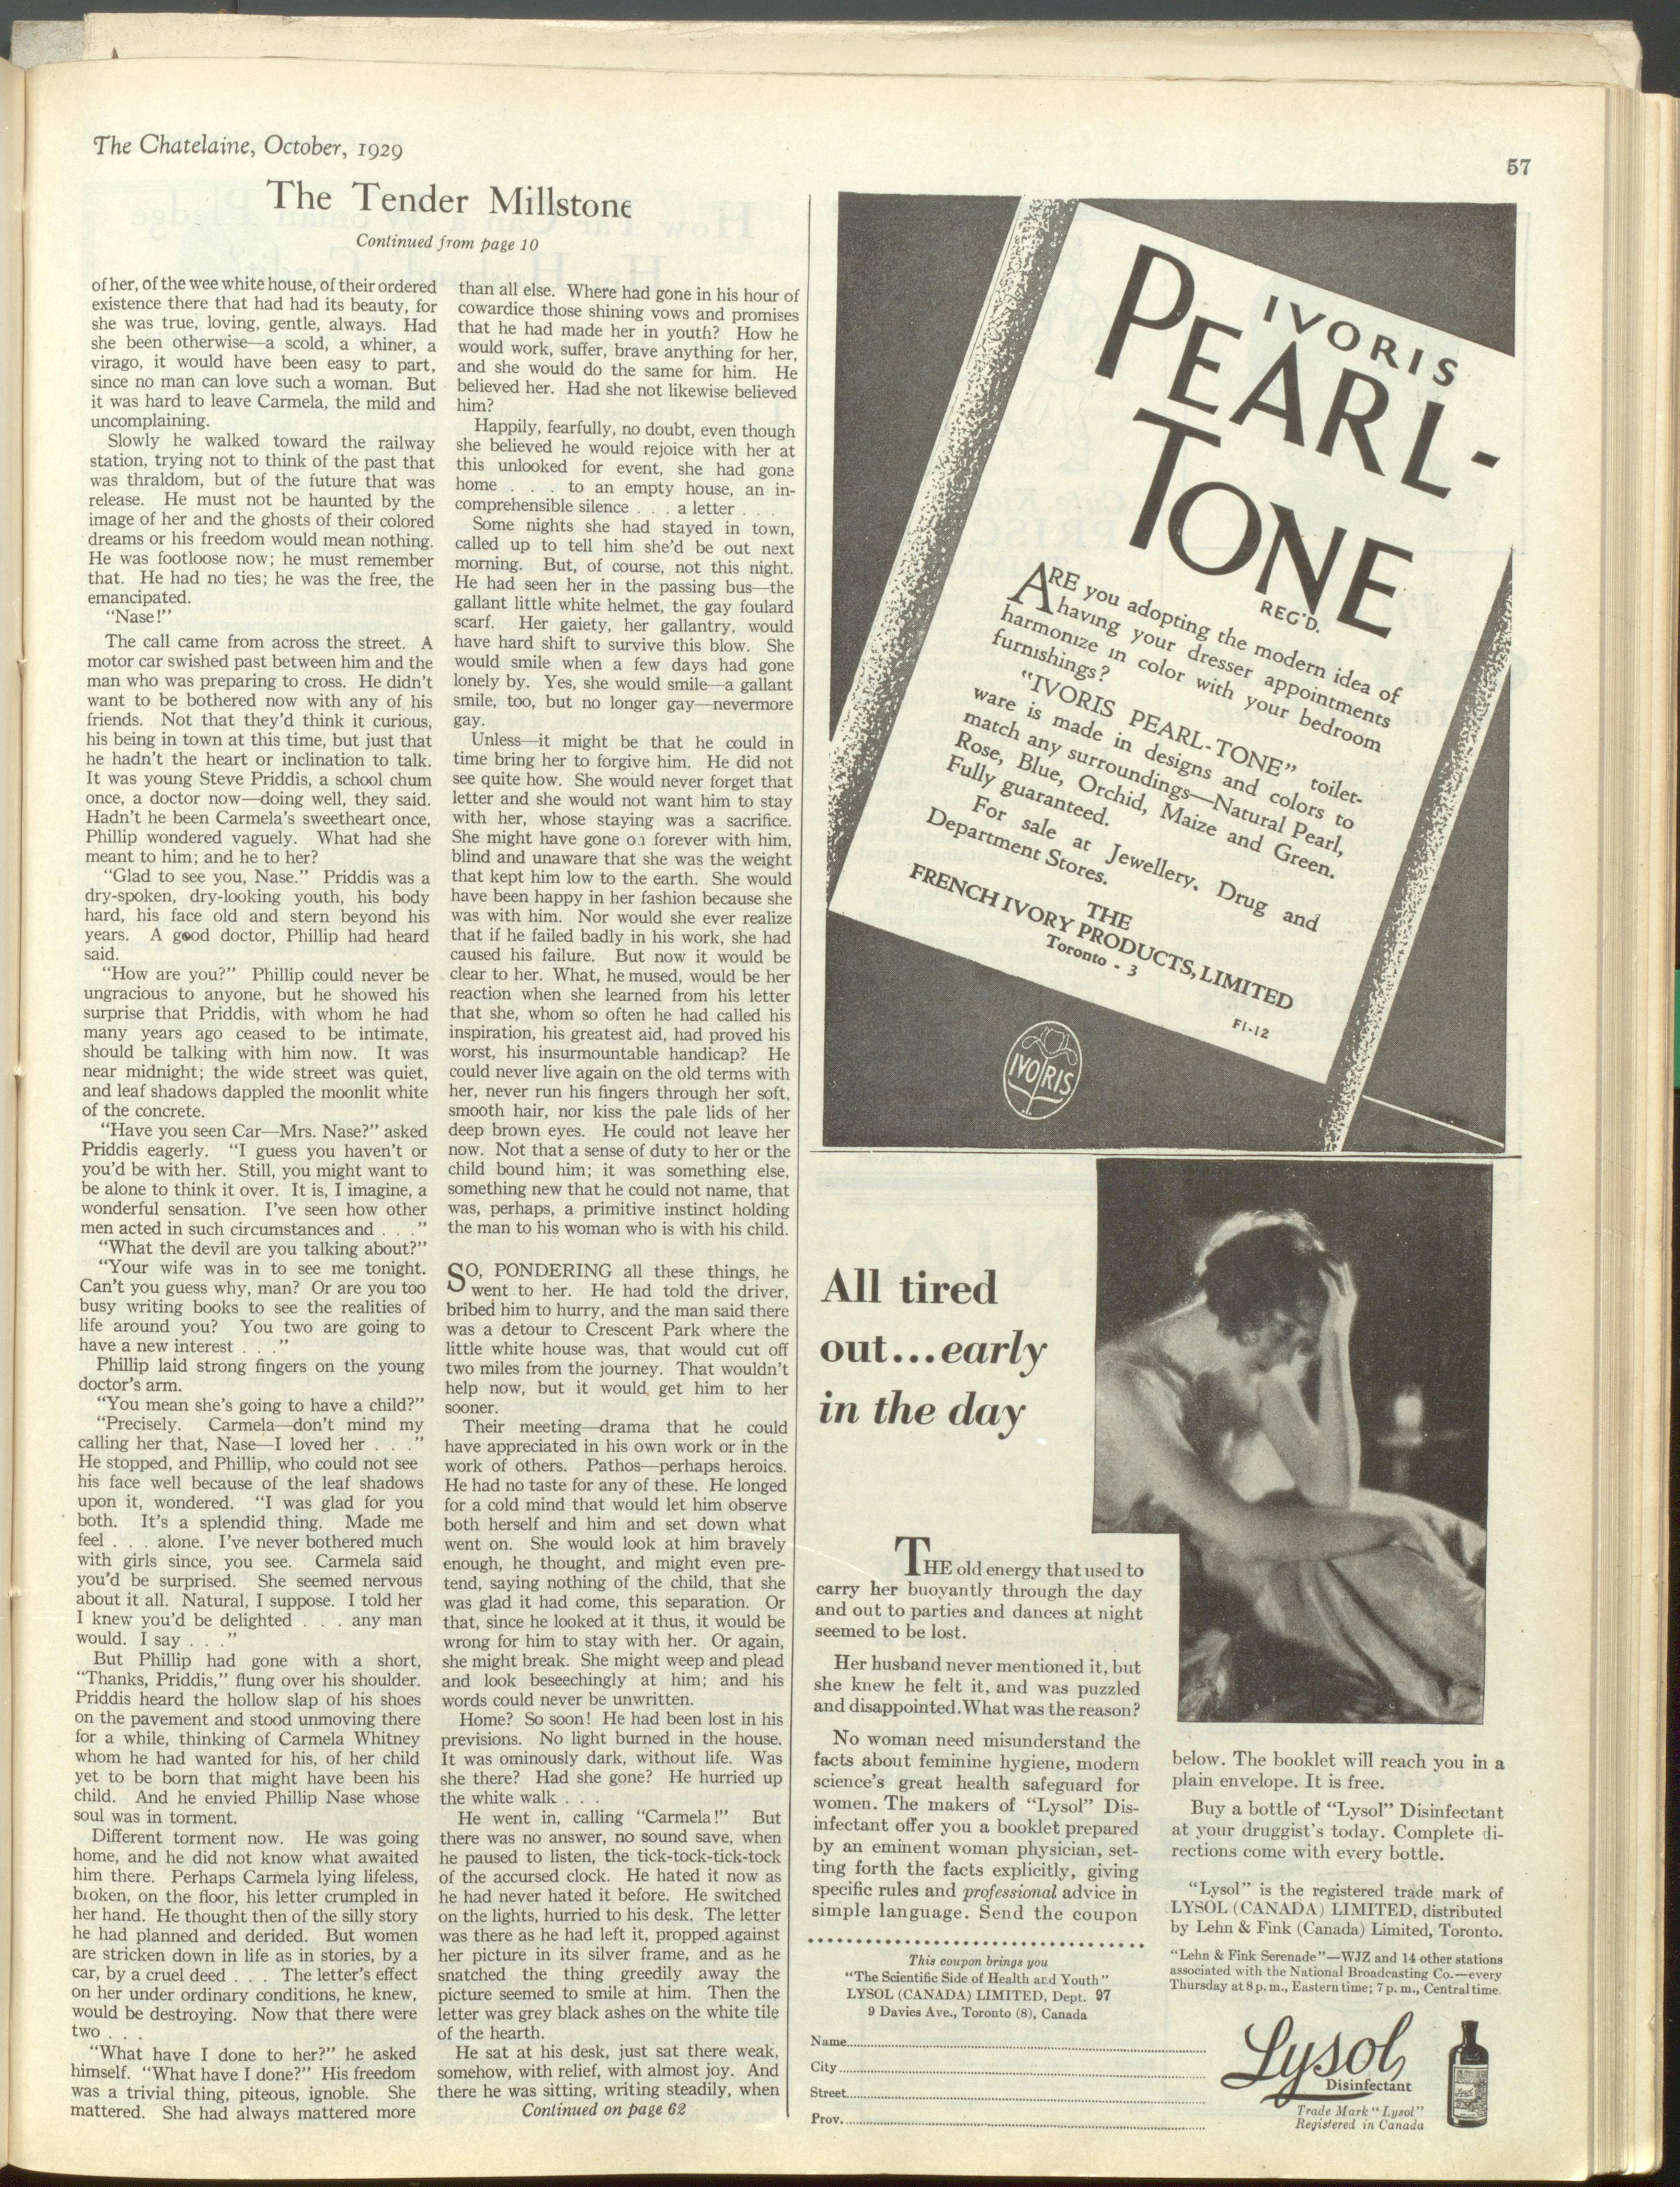 The Chatelaine, October, 1929
57
The Tender Millstone
Continued from page 10
of her, of the wee white house, of their ordered
existence there that had had its beauty, for
she was true, loving, gentle, always. Had
she been otherwise—a scold, a whiner, a
virago, it would have been easy to part,
since no man can love such a woman. But
it was hard to leave Carmela, the mild and
uncomplaining.
Slowly he walked toward the railway
station, trying not to think of the past that
was thraldom, but of the future that was
release. He must not be haunted by the
image of her and the ghosts of their colored
dreams or his freedom would mean nothing.
He was footloose now; he must remember
that. He had no ties; he was the free, the
emancipated.
"Nase!"
The call came from across the street. A
motor car swished past between him and the
man who was preparing to cross. He didn't
want to be bothered now with any of his
friends. Not that they'd think it curious,
his being in town at this time, but just that
he hadn't the heart or inclination to talk.
It was young Steve Priddis, a school chum
once, a doctor now—doing well, they said.
Hadn't he been Carmela's sweetheart once,
Phillip wondered vaguely. What had she
meant to him; and he to her?
"Glad to see you, Nase." Priddis was a
dry-spoken, dry-looking youth, his body
hard, his face old and stern beyond his
years. A good doctor, Phillip had heard
said.
"How are you?" Phillip could never be
ungracious to anyone, but he showed his
surprise that Priddis, with whom he had
many years ago ceased to be intimate,
should be talking with him now. It was
near midnight; the wide street was quiet,
and leaf shadows dappled the moonlit white
of the concrete.
"Have you seen Car—Mrs. Nase?" asked
Priddis eagerly. "I guess you haven't or
you'd be with her. Still, you might want to
be alone to think it over. It is, I imagine, a
wonderful sensation. I've seen how other
men acted in such circumstances and . . ."
"What the devil are you talking about?"
"Your wife was in to see me tonight.
Can't you guess why, man? Or are you too
busy writing books to see the realities of
life around you? You two are going to
have a new interest . . ."
Phillip laid strong fingers on the young
doctor's arm.
"You mean she's going to have a child?"
"Precisely. Carmela—don't mind my
calling her that, Nase—I loved her . . ."
He stopped, and Phillip, who could not see
his face well because of the leaf shadows
upon it, wondered. "I was glad for you
both. It's a splendid thing. Made me
feel . . . alone. I've never bothered much
with girls since, you see. Carmela said
you'd be surprised. She seemed nervous
about it all. Natural, I suppose. I told her
I knew you'd be delighted . . . any man
would. I say . . ."
But Phillip had gone with a short,
"Thanks, Priddis," flung over his shoulder.
Priddis heard the hollow slap of his shoes
on the pavement and stood unmoving there
for a while, thinking of Carmela Whitney
whom he had wanted for his, of her child
yet to be born that might have been his
child. And he envied Phillip Nase whose
soul was in torment.
Different torment now. He was going
home, and he did not know what awaited
him there. Perhaps Carmela lying lifeless,
broken, on the floor, his letter crumpled in
her hand. He thought then of the silly story
he had planned and derided. But women
are stricken down in life as in stories, by a
car, by a cruel deed . . . The letter's effect
on her under ordinary conditions, he knew,
would be destroying. Now that there were
two . . .
"What have I done to her?" he asked
himself. "What have I done?" His freedom
was a trivial thing, piteous, ignoble. She
mattered. She had always mattered more
than all else. Where had gone in his hour of
cowardice those shining vows and promises
that he had made her in youth? How he
would work, suffer, brave anything for her,
and she would do the same for him. He
believed her. Had she not likewise believed
him?
Happily, fearfully, no doubt, even though
she believed he would rejoice with her at
this unlooked for event, she had gone
home . . . to an empty house, an in-
comprehensible silence . . . a letter . . .
Some nights she had stayed in town,
called up to tell him she'd be out next
morning. But, of course, not this night.
He had seen her in the passing bus—the
gallant little white helmet, the gay foulard
scarf. Her gaiety, her gallantry, would
have hard shift to survive this blow. She
would smile when a few days had gone
lonely by. Yes, she would smile—a gallant
smile, too, but no longer gay—nevermore
gay.
Unless—it might be that he could in
time bring her to forgive him. He did not
see quite how. She would never forget that
letter and she would not want him to stay
with her, whose staying was a sacrifice.
She might have gone on forever with him,
blind and unaware that she was the weight
that kept him low to the earth. She would
have been happy in her fashion because she
was with him. Nor would she ever realize
that if he failed badly in his work, she had
caused his failure. But now it would be
clear to her. What, he mused, would be her
reaction when she learned from his letter
that she, whom so often he had called his
inspiration, his greatest aid, had proved his
worst, his insurmountable handicap? He
could never live again on the old terms with
her, never run his fingers through her soft,
smooth hair, nor kiss the pale lids of her
deep brown eyes. He could not leave her
now. Not that a sense of duty to her or the
child bound him; it was something else,
something new that he could not name, that
was, perhaps, a primitive instinct holding
the man to his woman who is with his child.
SO, PONDERING all these things, he
went to her. He had told the driver,
bribed him to hurry, and the man said there
was a detour to Crescent Park where the
little white house was, that would cut off
two miles from the journey. That wouldn't
help now, but it would get him to her
sooner.
Their meeting—drama that he could
have appreciated in his own work or in the
work of others. Pathos—perhaps heroics.
He had no taste for any of these. He longed
for a cold mind that would let him observe
both herself and him and set down what
went on. She would look at him bravely
enough, he thought, and might even pre-
tend, saying nothing of the child, that she
was glad it had come, this separation. Or
that, since he looked at it thus, it would be
wrong for him to stay with her. Or again,
she might break. She might weep and plead
and look beseechingly at him; and his
words could never be unwritten.
Home? So soon! He had been lost in his
previsions. No light burned in the house.
It was ominously dark, without life. Was
she there? Had she gone? He hurried up
the white walk . . .
He went in, calling "Carmela!" But
there was no answer, no sound save, when
he paused to listen, the tick-tock-tick-tock
of the accursed clock. He hated it now as
he had never hated it before. He switched
on the lights, hurried to his desk. The letter
was there as he had left it, propped against
her picture in its silver frame, and as he
snatched the thing greedily away the
picture seemed to smile at him. Then the
letter was grey black ashes on the white tile
of the hearth.
He sat at his desk, just sat there weak,
somehow, with relief, with almost joy. And
there he was sitting, writing steadily, when
Continued on page 62
IVORIS
PEARL-
TONE
REG'D.
ARE you adopting the modern idea of
having your dresser appointments
harmonize in color with your bedroom
furnishings?
"IVORIS PEARL-TONE" toilet-
ware is made in designs and colors to
match any surroundings—Natural Pearl,
Rose, Blue, Orchid, Maize and Green.
Fully guaranteed.
For sale at Jewellery, Drug and
Department Stores.
THE
FRENCH IVORY PRODUCTS, LIMITED
Toronto - 3
F1-12
IVORIS
All tired
out...early
in the day
THE old energy that used to
carry her buoyantly through the day
and out to parties and dances at night
seemed to be lost.
Her husband never mentioned it, but
she knew he felt it, and was puzzled
and disappointed. What was the reason?
No woman need misunderstand the
facts about feminine hygiene, modern
science's great health safeguard for
women. The makers of "Lysol" Dis-
infectant offer you a booklet prepared
by an eminent woman physician, set-
ting forth the facts explicitly, giving
specific rules and professional advice in
simple language. Send the coupon
below. The booklet will reach you in a
plain envelope. It is free.
Buy a bottle of "Lysol" Disinfectant
at your druggist's today. Complete di-
rections come with every bottle.
"Lysol" is the registered trade mark of
LYSOL (CANADA) LIMITED, distributed
by Lehn & Fink (Canada) Limited, Toronto.
"Lehn & Fink Serenade"—WJZ and 14 other stations
associated with the National Broadcasting Co.—every
Thursday at 8 p. m., Eastern time; 7 p. m., Central time.
This coupon brings you
"The Scientific Side of Health and Youth"
LYSOL (CANADA) LIMITED, Dept. 97
9 Davies Ave., Toronto (8), Canada
Name
City
Street
Prov.
Lysol
Disinfectant
Trade Mark "Lysol"
Registered in Canada